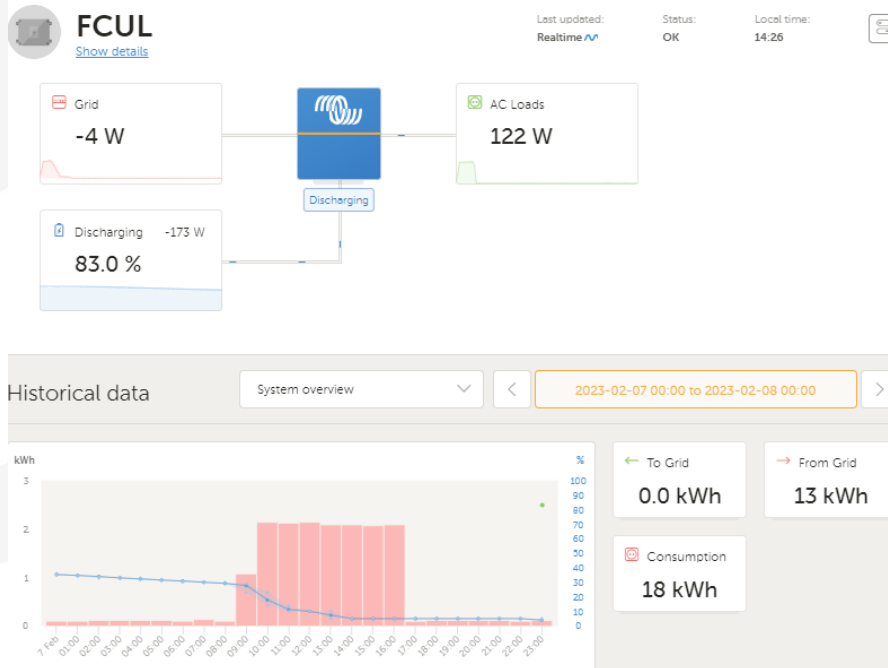 FCUL
Show details
Last updated:
Realtime
Status:
OK
Local time:
14:26
Grid
-4 W
AC Loads
122 W
Discharging
Discharging -173 W
83.0 %
Historical data
System overview
2023-02-07 00:00 to 2023-02-08 00:00
kWh
%
3
2
1
0
100
90
80
70
60
50
40
30
20
10
0
7 Feb
01:00
02:00
03:00
04:00
05:00
06:00
07:00
08:00
09:00
10:00
11:00
12:00
13:00
14:00
15:00
16:00
17:00
18:00
19:00
20:00
21:00
22:00
23:00
To Grid
0.0 kWh
From Grid
13 kWh
Consumption
18 kWh